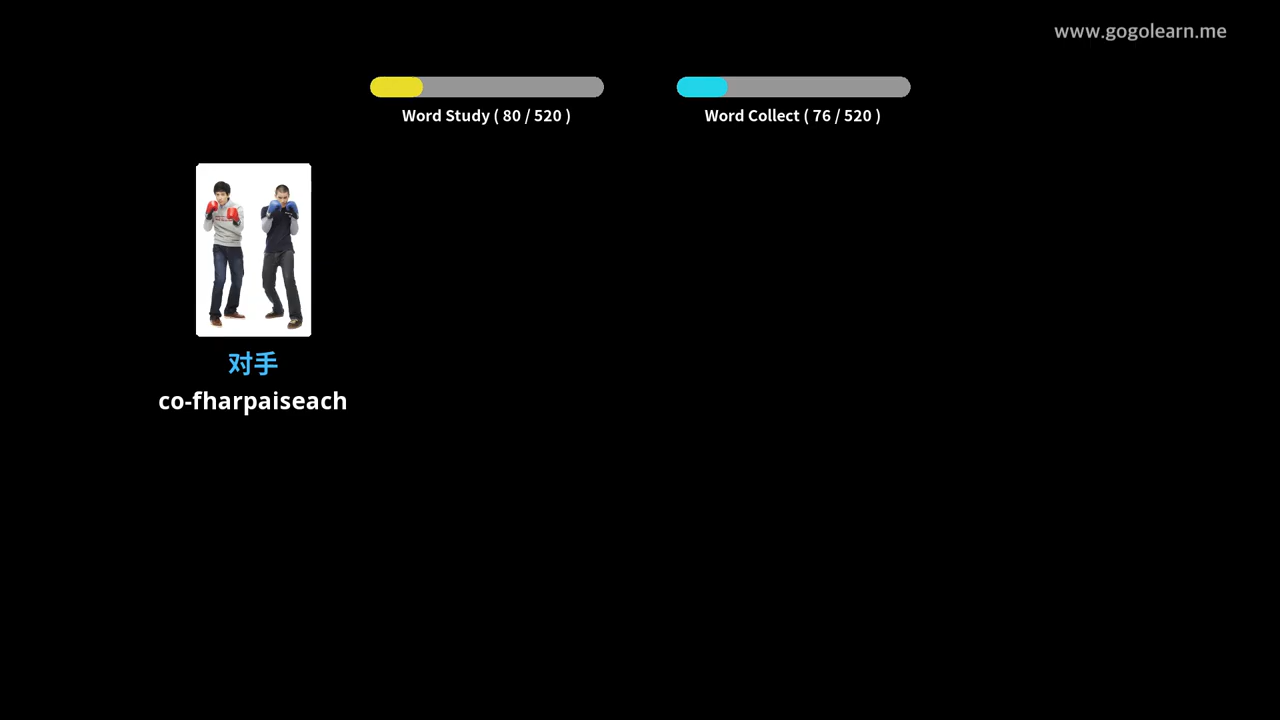 www.gogolearn.me
Word Study ( 80 / 520 )
Word Collect ( 76 / 520 )
对手
co-fharpaiseach